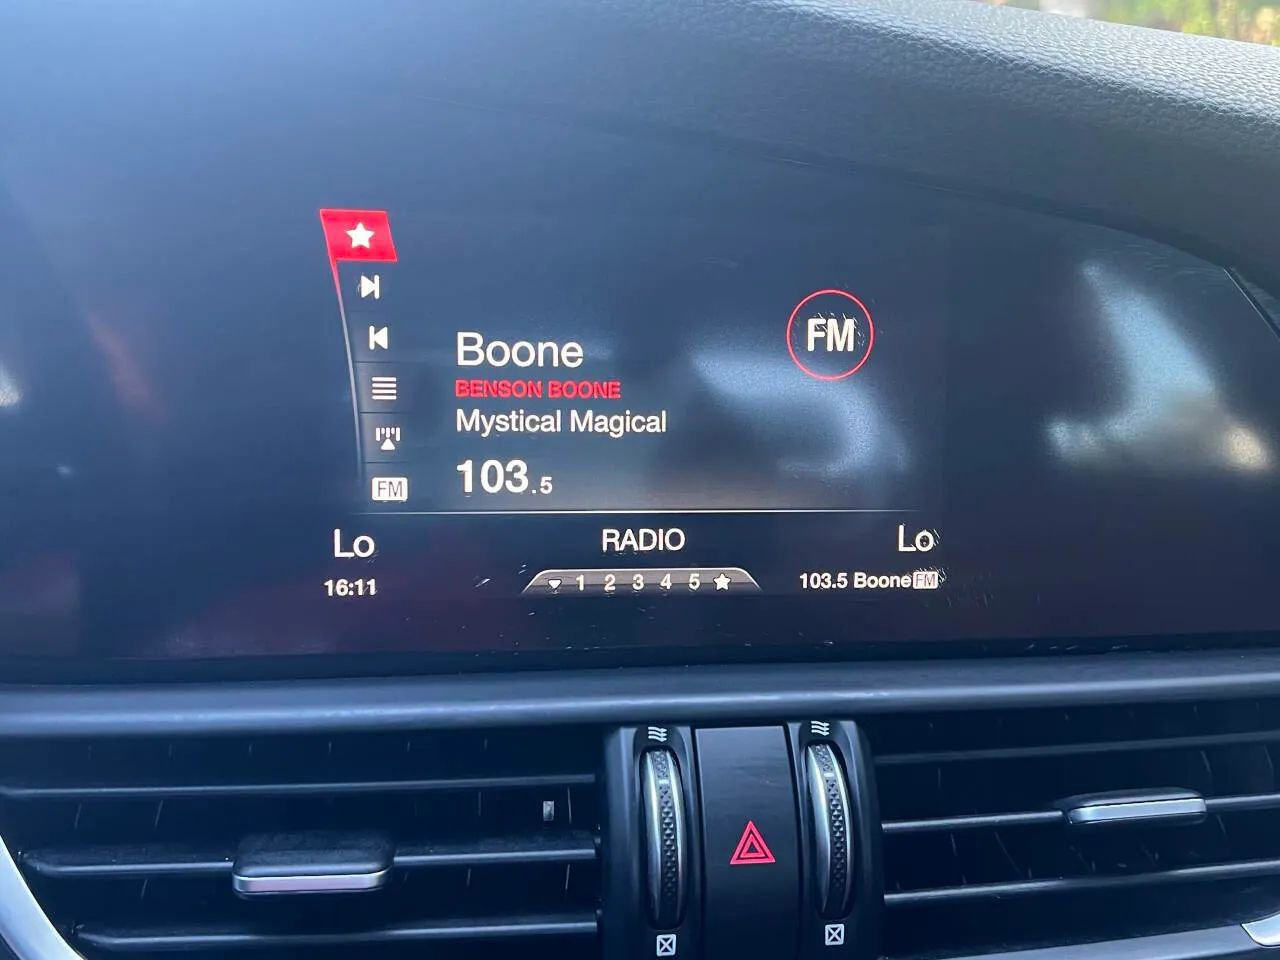 Boone
FM
BENSON BOONE
Mystical Magical
103.5
FM
Lo
RADIO
Lo
16:11
1 2 3 4 5
103.5 Boone FM